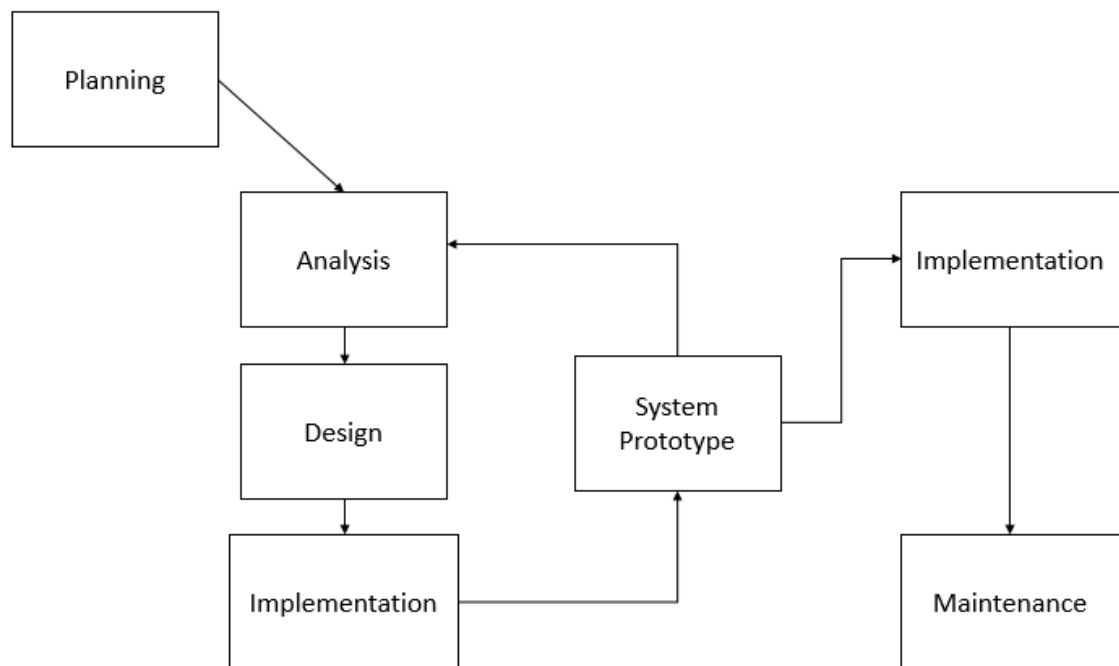 Planning
Analysis
Design
Implementation
System
Prototype
Implementation
Maintenance